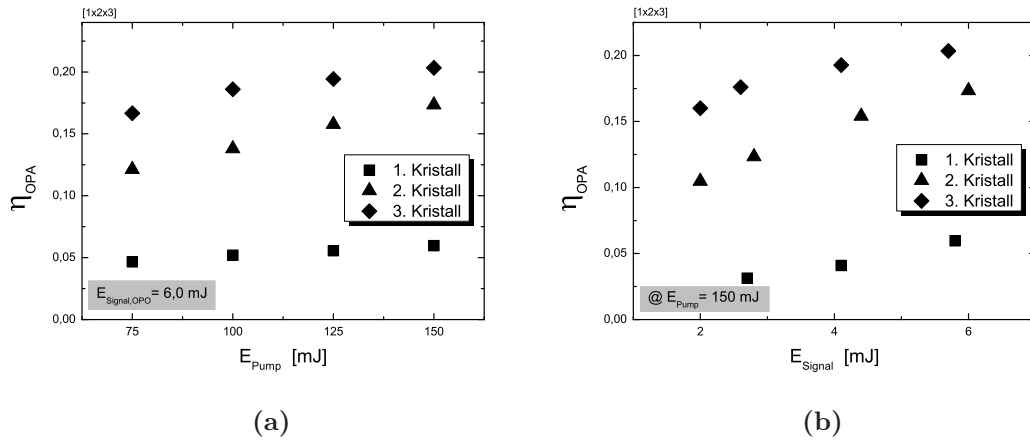 [1x2x3]
0,20
0,15
0,10
0,05
0,00
η_OPA
1. Kristall
2. Kristall
3. Kristall
E_Signal,OPO = 6,0 mJ
75 100 125 150
E_Pump [mJ]
(a)
[1x2x3]
0,20
0,15
0,10
0,05
0,00
η_OPA
1. Kristall
2. Kristall
3. Kristall
@ E_Pump = 150 mJ
2 4 6
E_Signal [mJ]
(b)